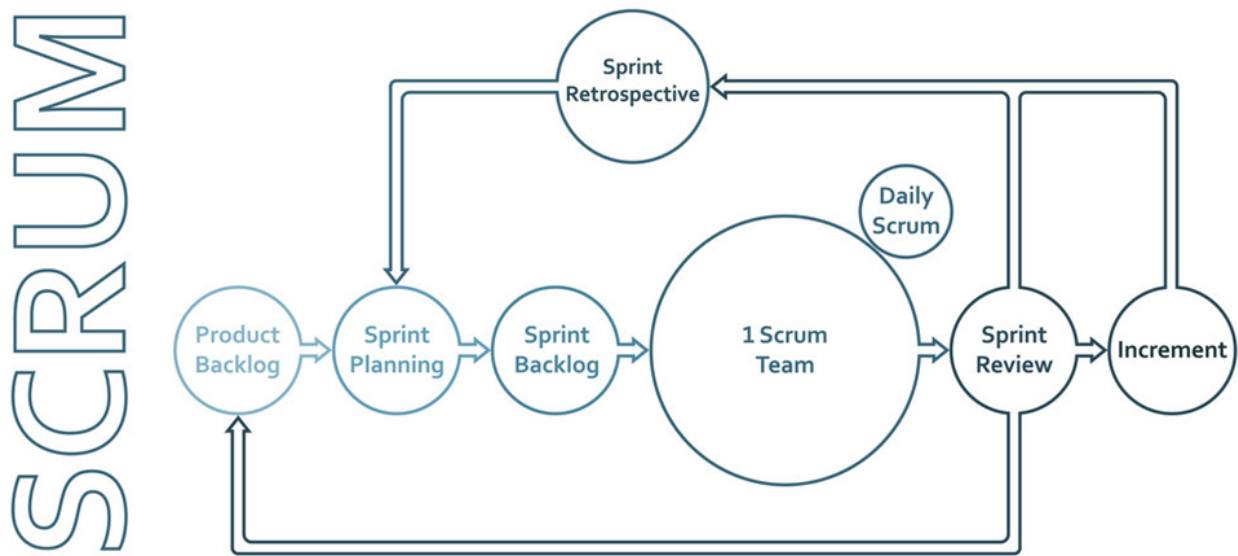 SCRUM
Sprint
Retrospective
Daily
Scrum
Product
Backlog
Sprint
Planning
Sprint
Backlog
1 Scrum
Team
Sprint
Review
Increment